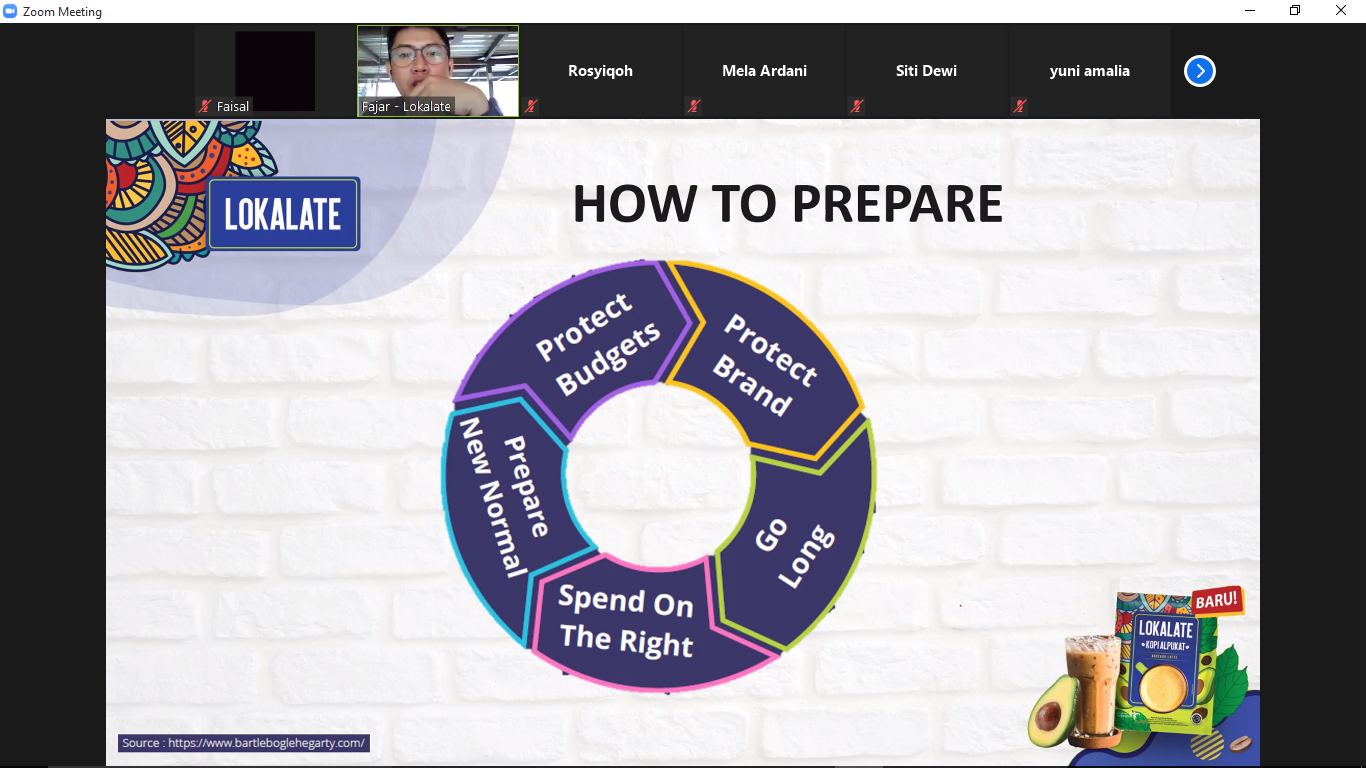 Zoom Meeting
Faisal
Fajar - Lokalate
Rosyiqoh
Mela Ardani
Siti Dewi
yuni amalia
LOKALATE
HOW TO PREPARE
Protect
Budgets
Protect
Brand
Go
Long
Spend On
The Right
Prepare
New Normal
BARU!
LOKALATE
KOPI ALPUKAT
AVOCADO LATTE
Source : https://www.bartleboglehegarty.com/